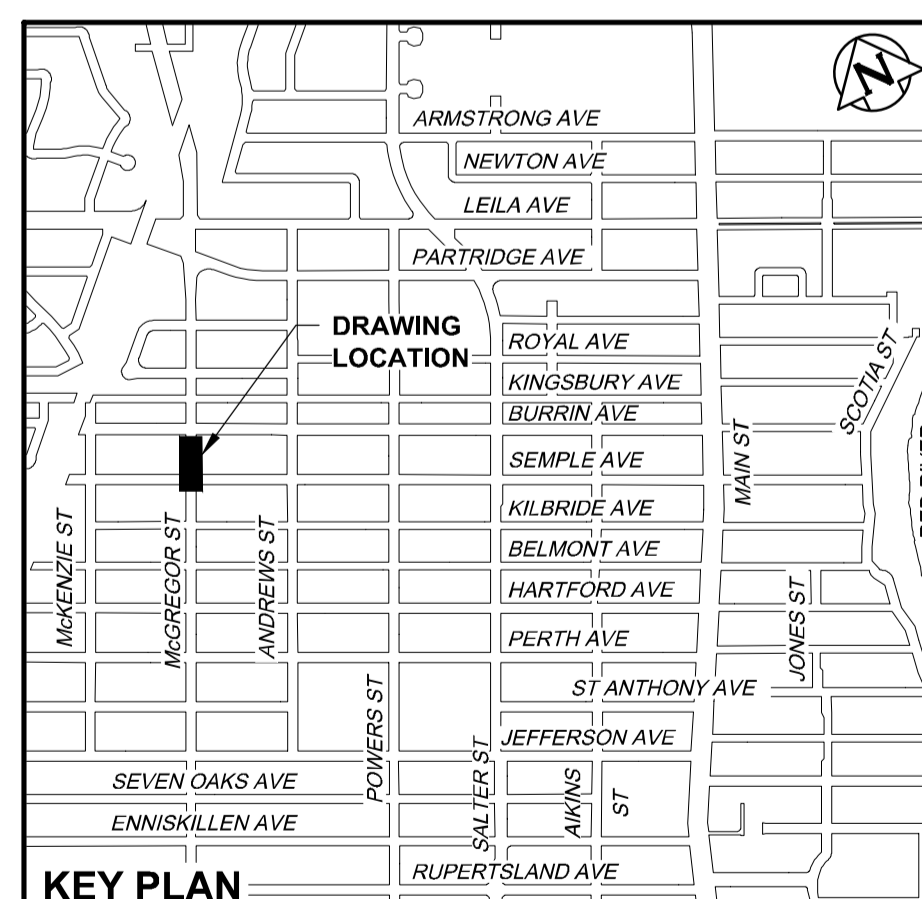 N
ARMSTRONG AVE
NEWTON AVE
LEILA AVE
PARTRIDGE AVE
DRAWING
LOCATION
ROYAL AVE
KINGSBURY AVE
BURRIN AVE
SCOTIA ST
SEMPLE AVE
MAIN ST
KILBRIDE AVE
McKENZIE ST
McGREGOR ST
ANDREWS ST
BELMONT AVE
HARTFORD AVE
JONES ST
PERTH AVE
ST ANTHONY AVE
POWERS ST
JEFFERSON AVE
SALTER ST
AIKINS
ST
SEVEN OAKS AVE
ENNISKILLEN AVE
RUPERTSLAND AVE
KEY PLAN